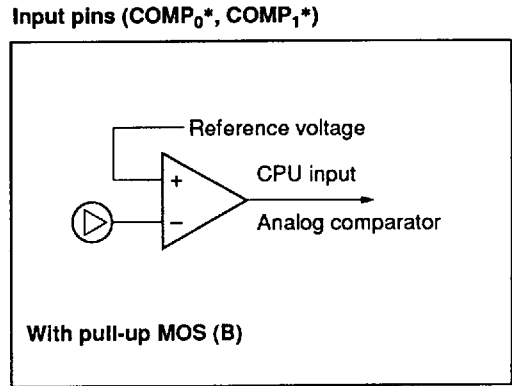 Input pins (COMP₀*, COMP₁*)
Reference voltage
+
CPU input
−
Analog comparator
With pull-up MOS (B)